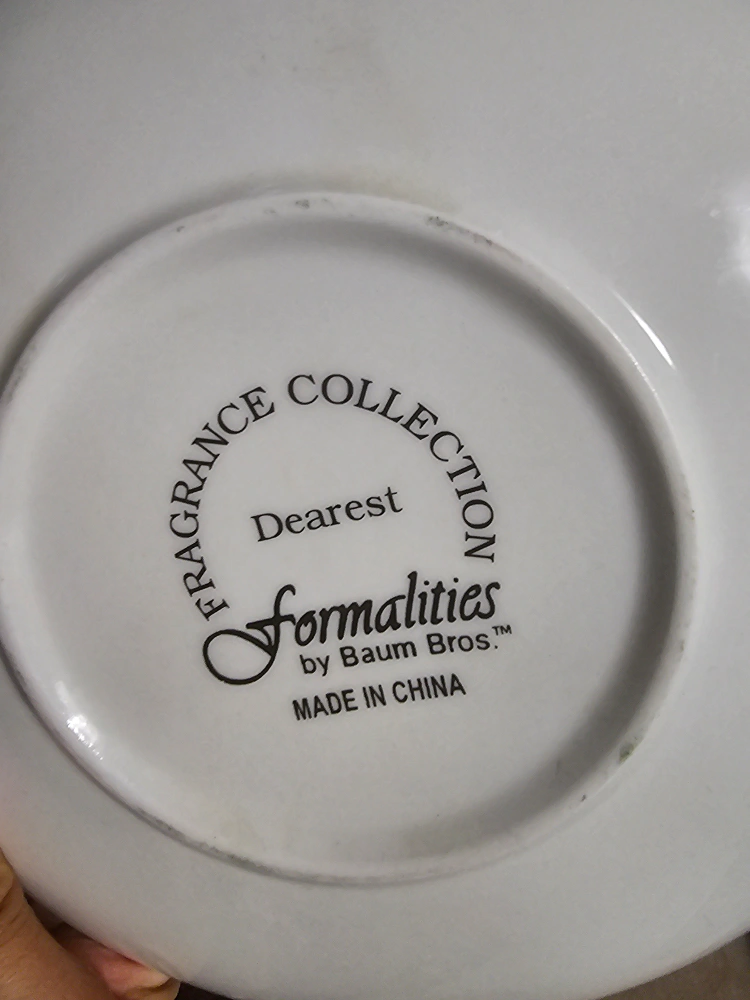 FRAGRANCE COLLECTION
Dearest
formalities
by Baum Bros.™
MADE IN CHINA